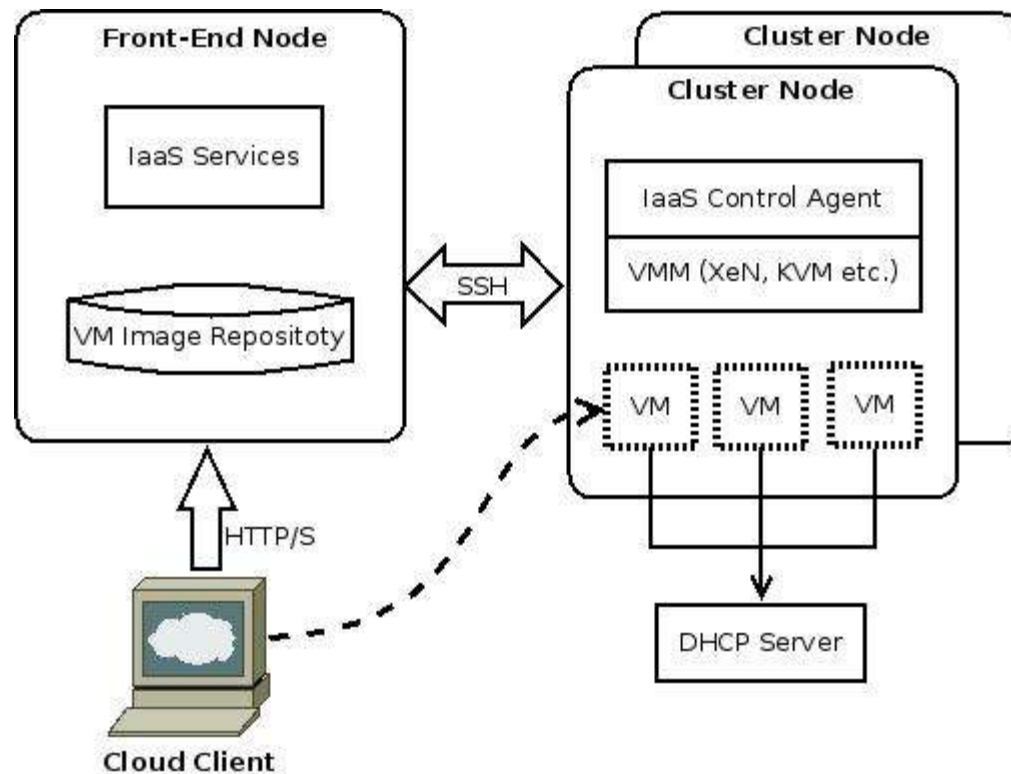 Front-End Node
IaaS Services
VM Image Repositoty
Cluster Node
Cluster Node
IaaS Control Agent
VMM (XeN, KVM etc.)
SSH
VM
VM
VM
HTTP/S
DHCP Server
Cloud Client